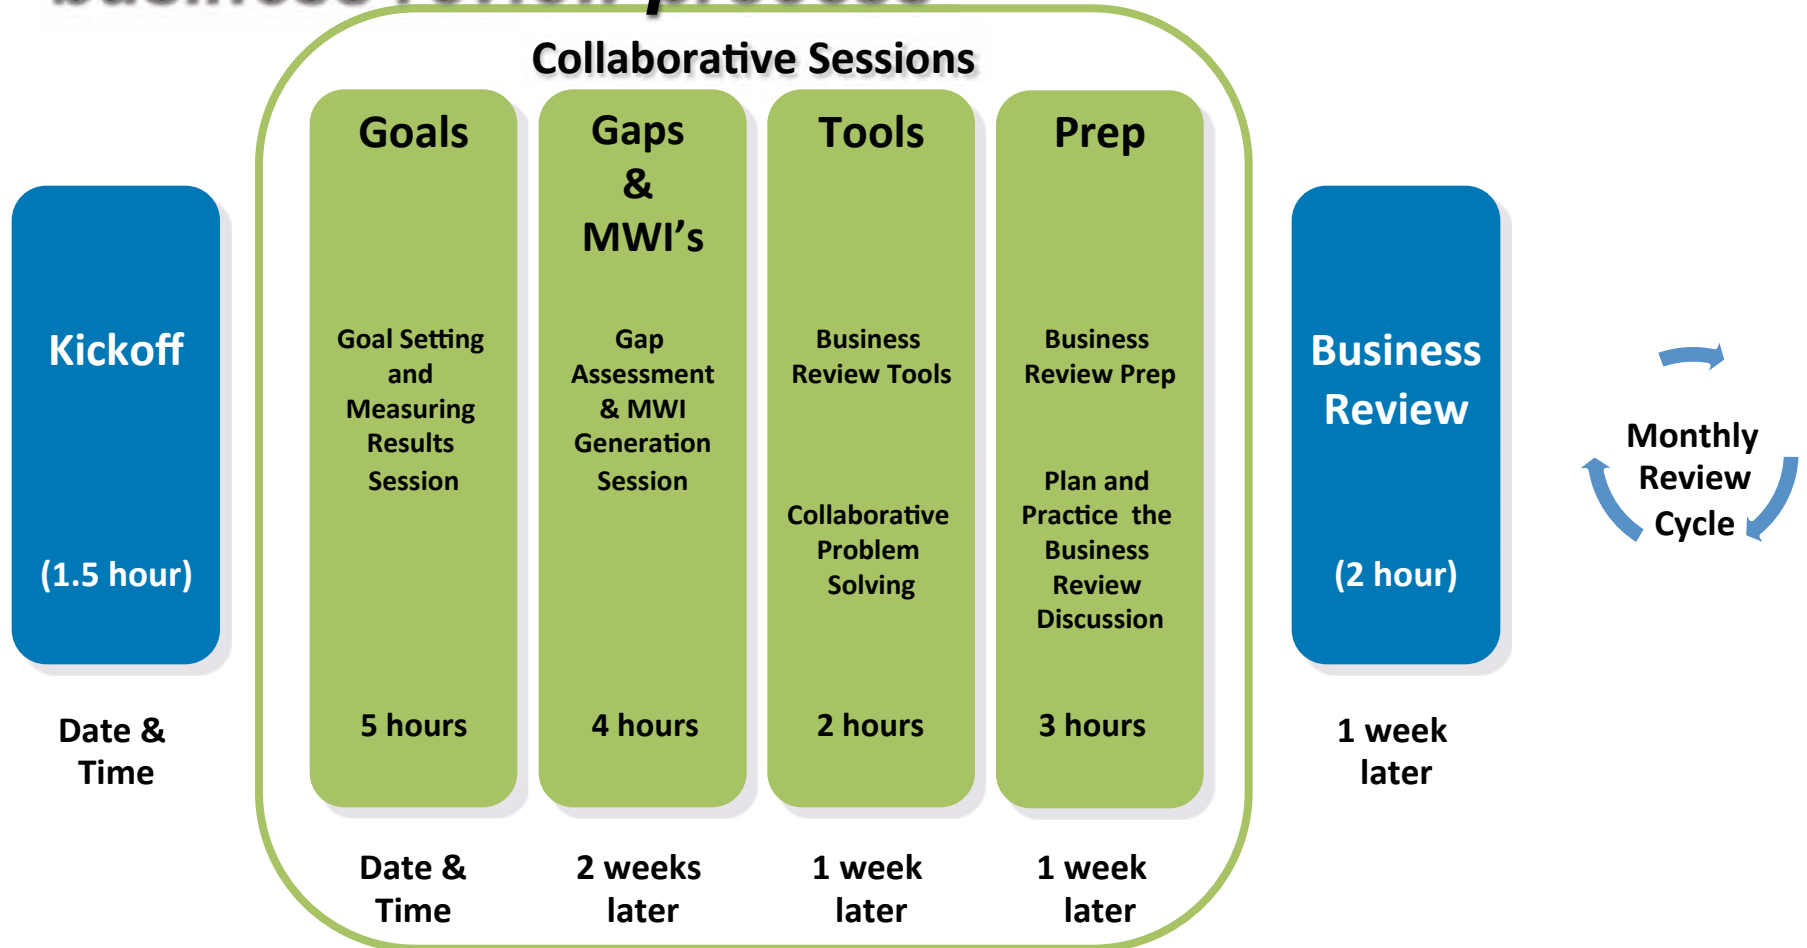 business review process
Collaborative Sessions
Kickoff
(1.5 hour)
Date &
Time
Goals
Goal Setting
and
Measuring
Results
Session
5 hours
Date &
Time
Gaps
&
MWI’s
Gap
Assessment
& MWI
Generation
Session
4 hours
2 weeks
later
Tools
Business
Review Tools
Collaborative
Problem
Solving
2 hours
1 week
later
Prep
Business
Review Prep
Plan and
Practice the
Business
Review
Discussion
3 hours
1 week
later
Business
Review
(2 hour)
1 week
later
Monthly
Review
Cycle